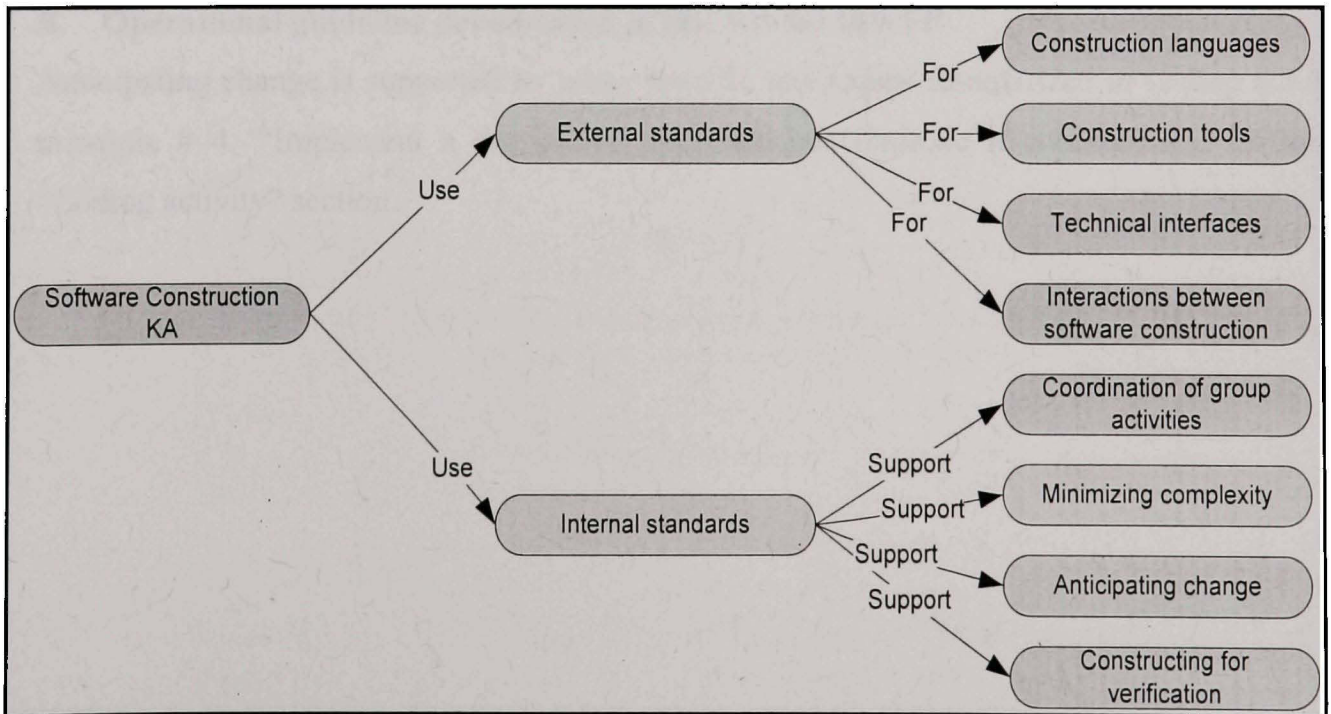 Construction languages
For
External standards
For
Construction tools
Use
For
For
Technical interfaces
Software Construction
KA
Interactions between
software construction
Coordination of group
activities
Use
Support
Internal standards
Support
Minimizing complexity
Support
Anticipating change
Support
Constructing for
verification